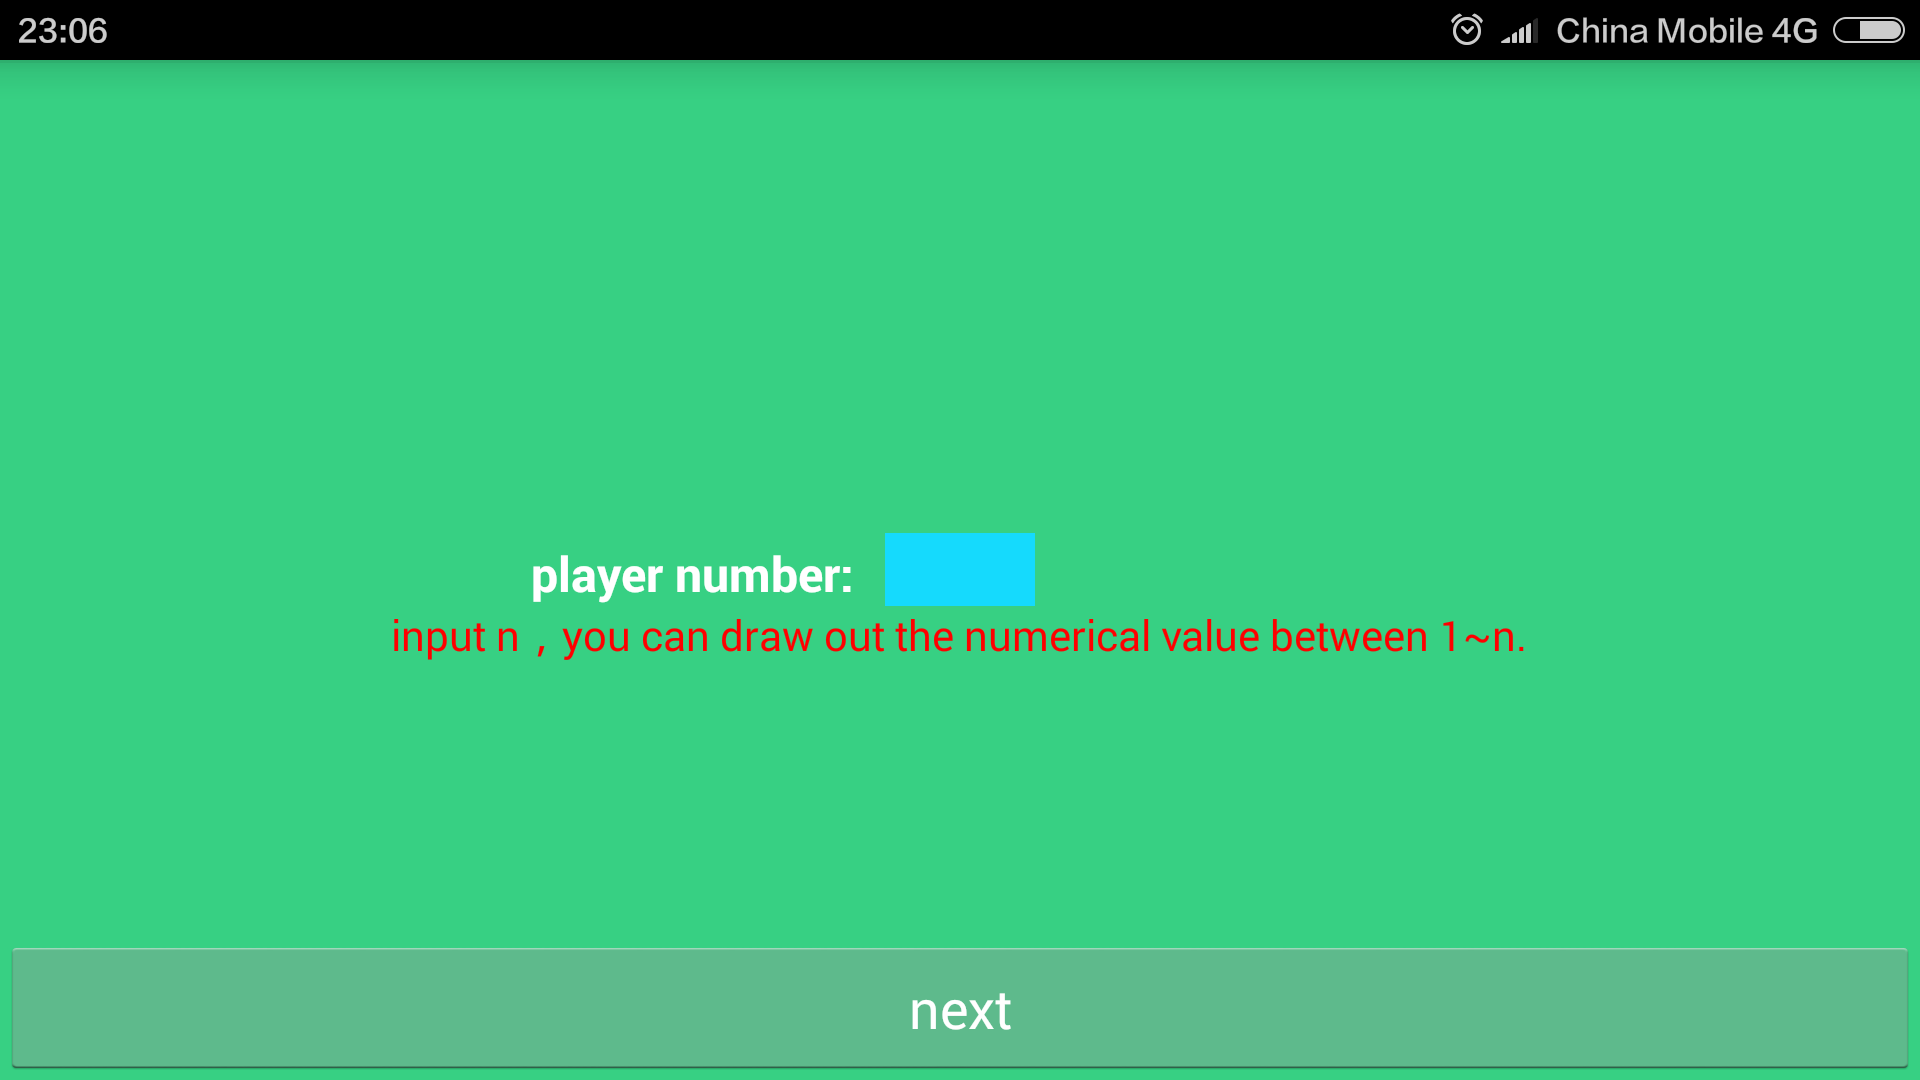 23:06 China Mobile 4G
player number:
input n，you can draw out the numerical value between 1~n.
next